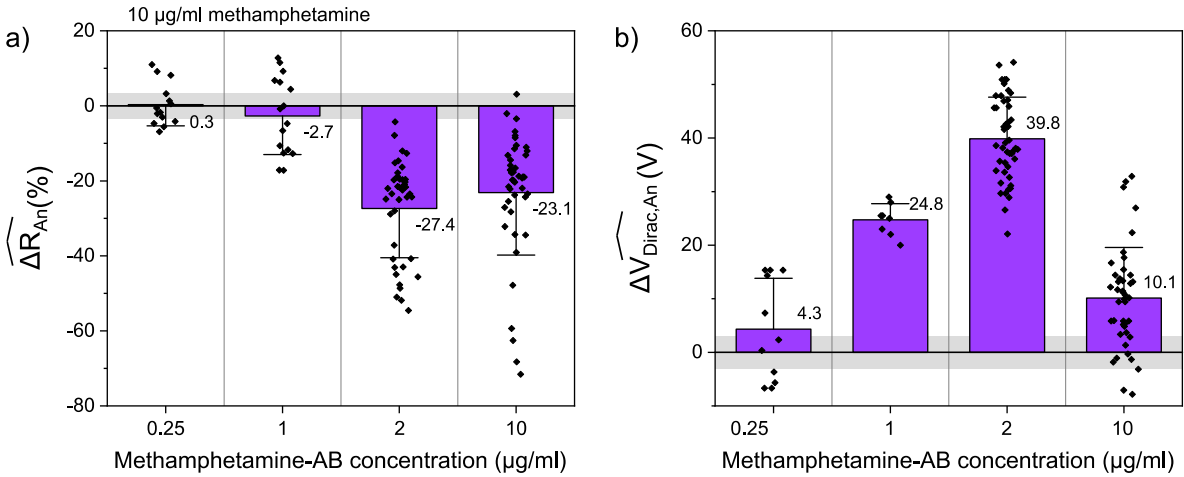 10 µg/ml methamphetamine
a)
20
0
-20
-40
-60
-80
ΔR_An(%)
0.3
-2.7
-27.4
-23.1
0.25 1 2 10
Methamphetamine-AB concentration (µg/ml)
b)
60
40
20
0
ΔV_Dirac,An (V)
4.3
24.8
39.8
10.1
0.25 1 2 10
Methamphetamine-AB concentration (µg/ml)